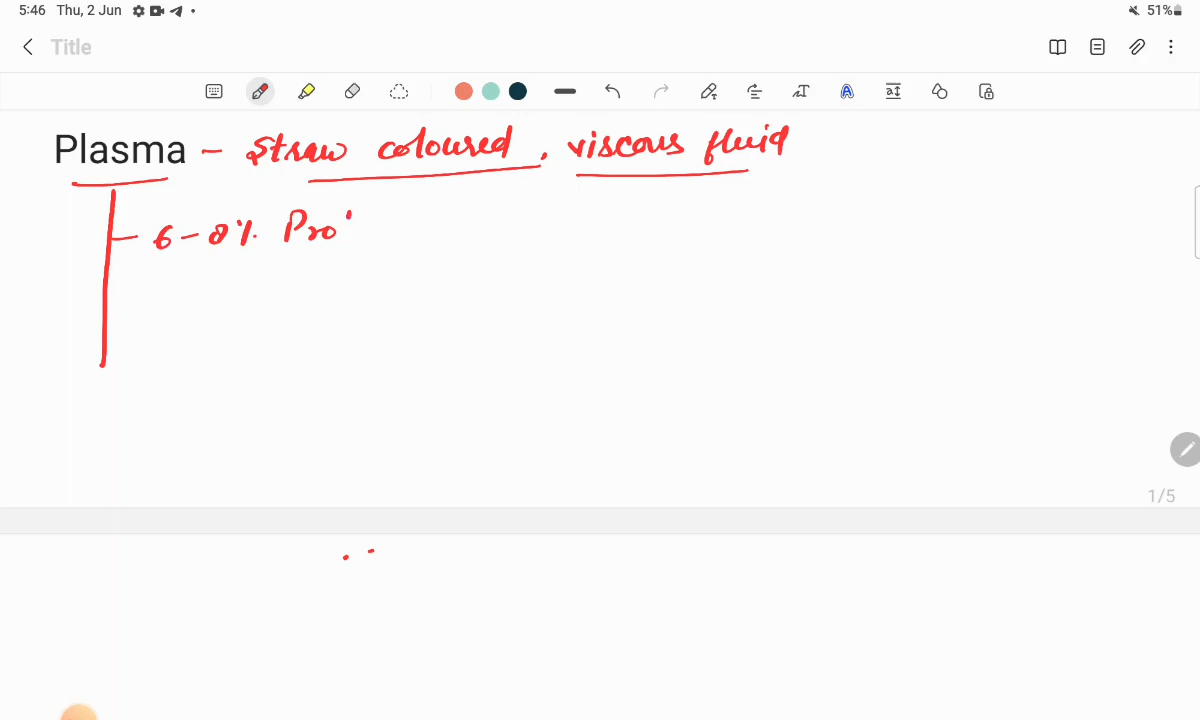 5:46 Thu, 2 Jun 51%
Title
Plasma - straw coloured, viscous fluid
- 6-8% Pro
1/5